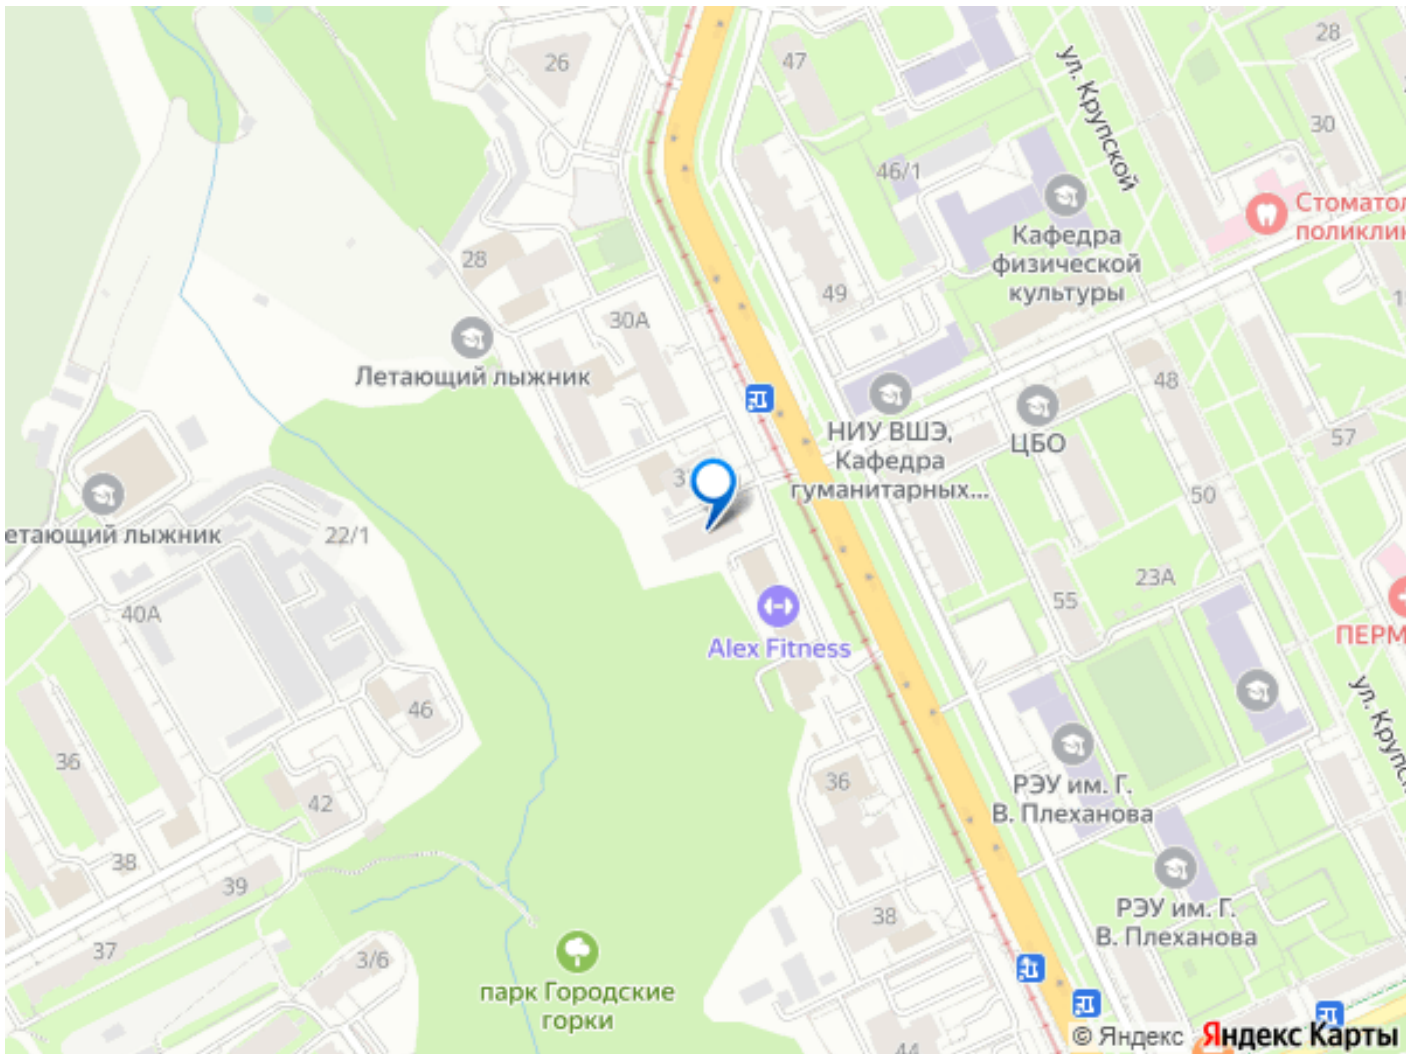 26
47
28
ул. Крупской
30
46/1
Стоматол
поликлин
Кафедра
физической
культуры
28
49
30А
Летающий лыжник
48
НИУ ВШЭ,
Кафедра
гуманитарных...
ЦБО
57
3
50
етающий лыжник
22/1
23А
55
40А
Alex Fitness
ПЕРМ
46
ул. Крупс
36
36
42
РЭУ им. Г.
В. Плеханова
38
39
38
РЭУ им. Г.
В. Плеханова
37
3/6
парк Городские
горки
44
© Яндекс Яндекс Карты